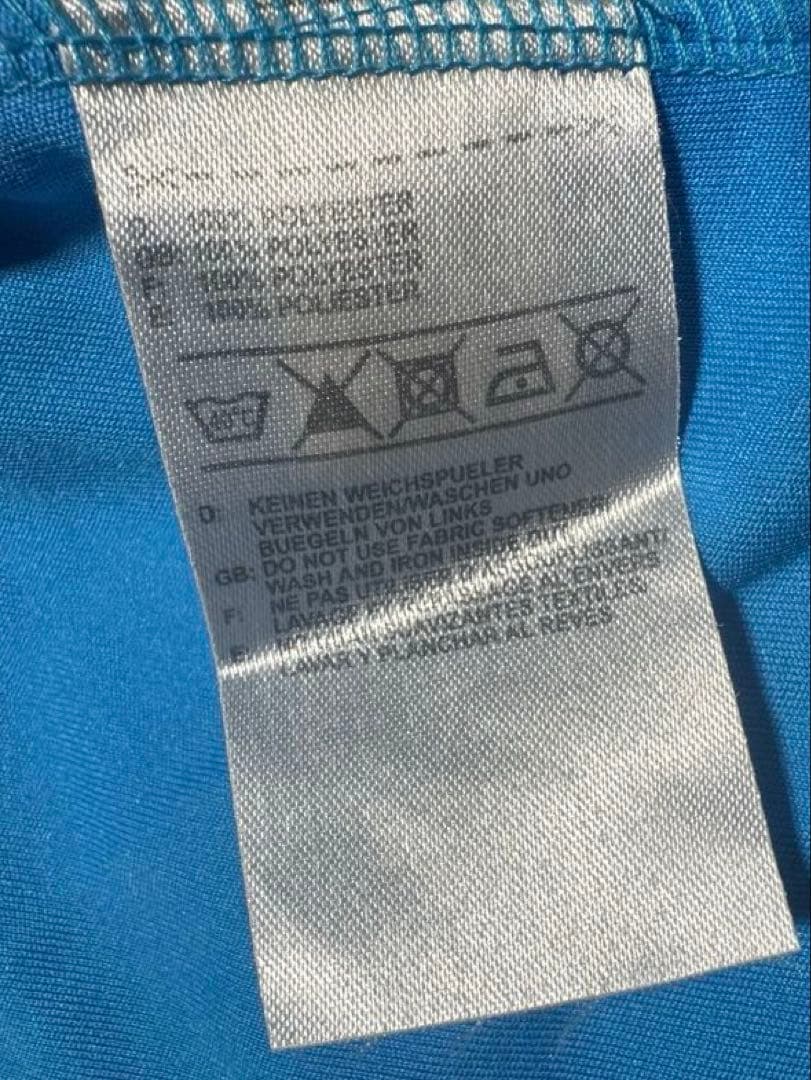 D: 100% POLYESTER
GB: 100% POLYESTER
F: 100% POLYESTER
E: 100% POLIESTER
40°C
D: KEINEN WEICHSPUELER
VERWENDEN/WASCHEN UND
BUEGELN VON LINKS
GB: DO NOT USE FABRIC SOFTENER
WASH AND IRON INSIDE OUT
F: NE PAS UTILISER D'ASSOUPLISSANT/
LAVAGE ET REPASSAGE AL ENVERS
E: SUAVIZANTES TEXTILES/
LAVAR Y PLANCHAR AL REVES